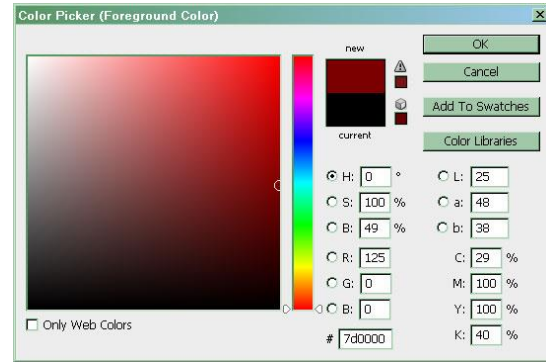 Color Picker (Foreground Color)
new
current
OK
Cancel
Add To Swatches
Color Libraries
H: 0 °
S: 100 %
B: 49 %
R: 125
G: 0
B: 0
# 7d0000
L: 25
a: 48
b: 38
C: 29 %
M: 100 %
Y: 100 %
K: 40 %
Only Web Colors